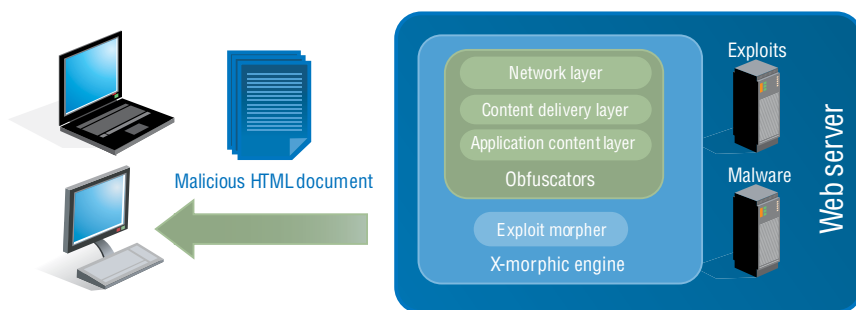 Malicious HTML document
Network layer
Content delivery layer
Application content layer
Obfuscators
Exploit morpher
X-morphic engine
Exploits
Malware
Web server